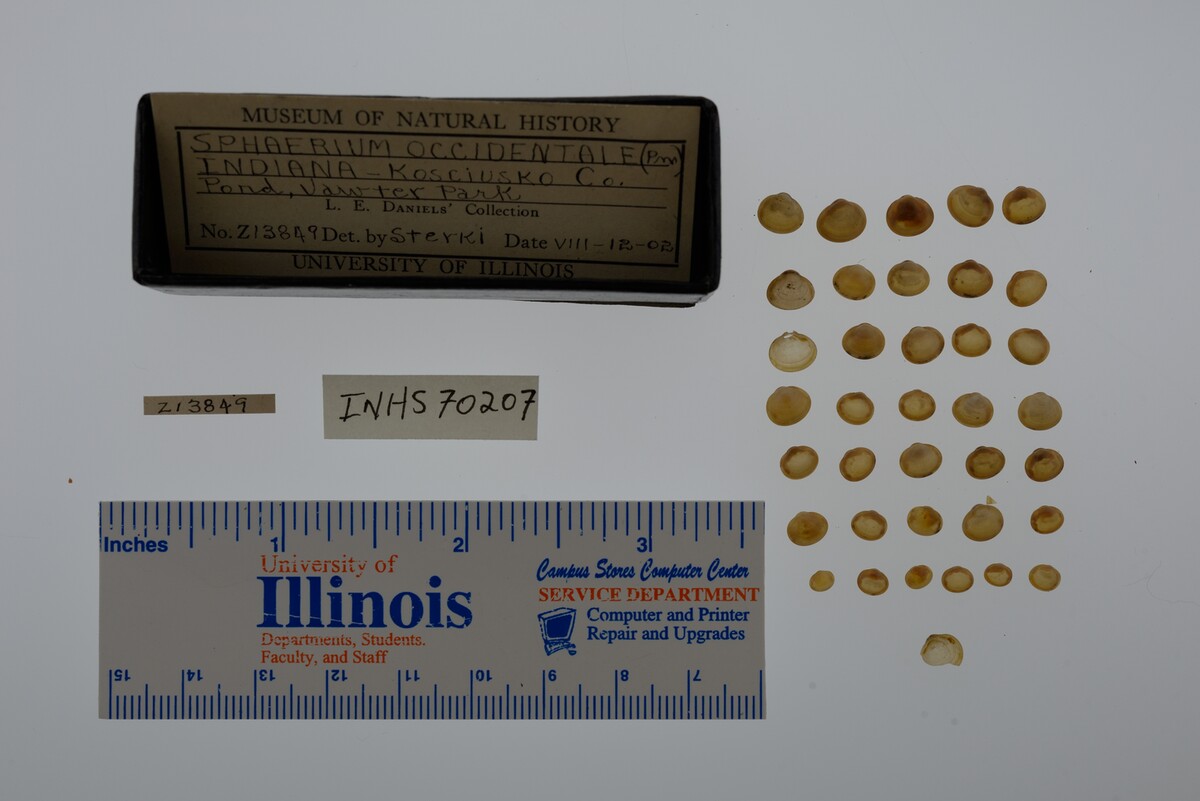 MUSEUM OF NATURAL HISTORY
SPHAERIUM OCCIDENTALE (Pm)
INDIANA - KOSCIUSKO Co.
Pond, Vawter Park
L. E. DANIELS' Collection
No. Z13849 Det. by Sterki Date VIII-12-02
UNIVERSITY OF ILLINOIS
Z13849
INHS 70207
Inches 1 2 3
University of
Illinois
Departments, Students,
Faculty, and Staff
Campus Stores Computer Center
SERVICE DEPARTMENT
Computer and Printer
Repair and Upgrades
15 14 13 12 11 10 9 8 7